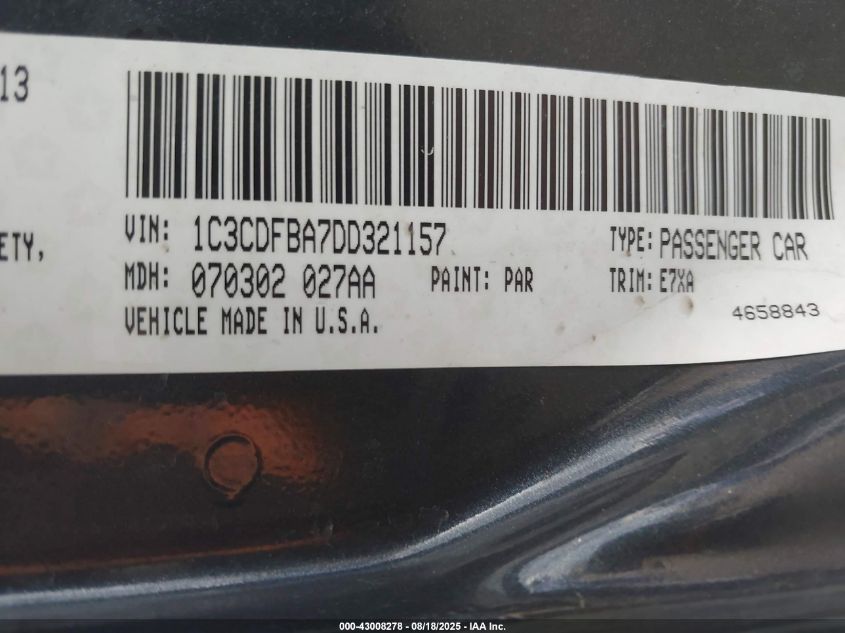 13
ETY,
VIN: 1C3CDFBA7DD321157 TYPE: PASSENGER CAR
MDH: 070302 027AA PAINT: PAR TRIM: E7XA
VEHICLE MADE IN U.S.A. 4658843
000-43008278 - 08/18/2025 - IAA Inc.